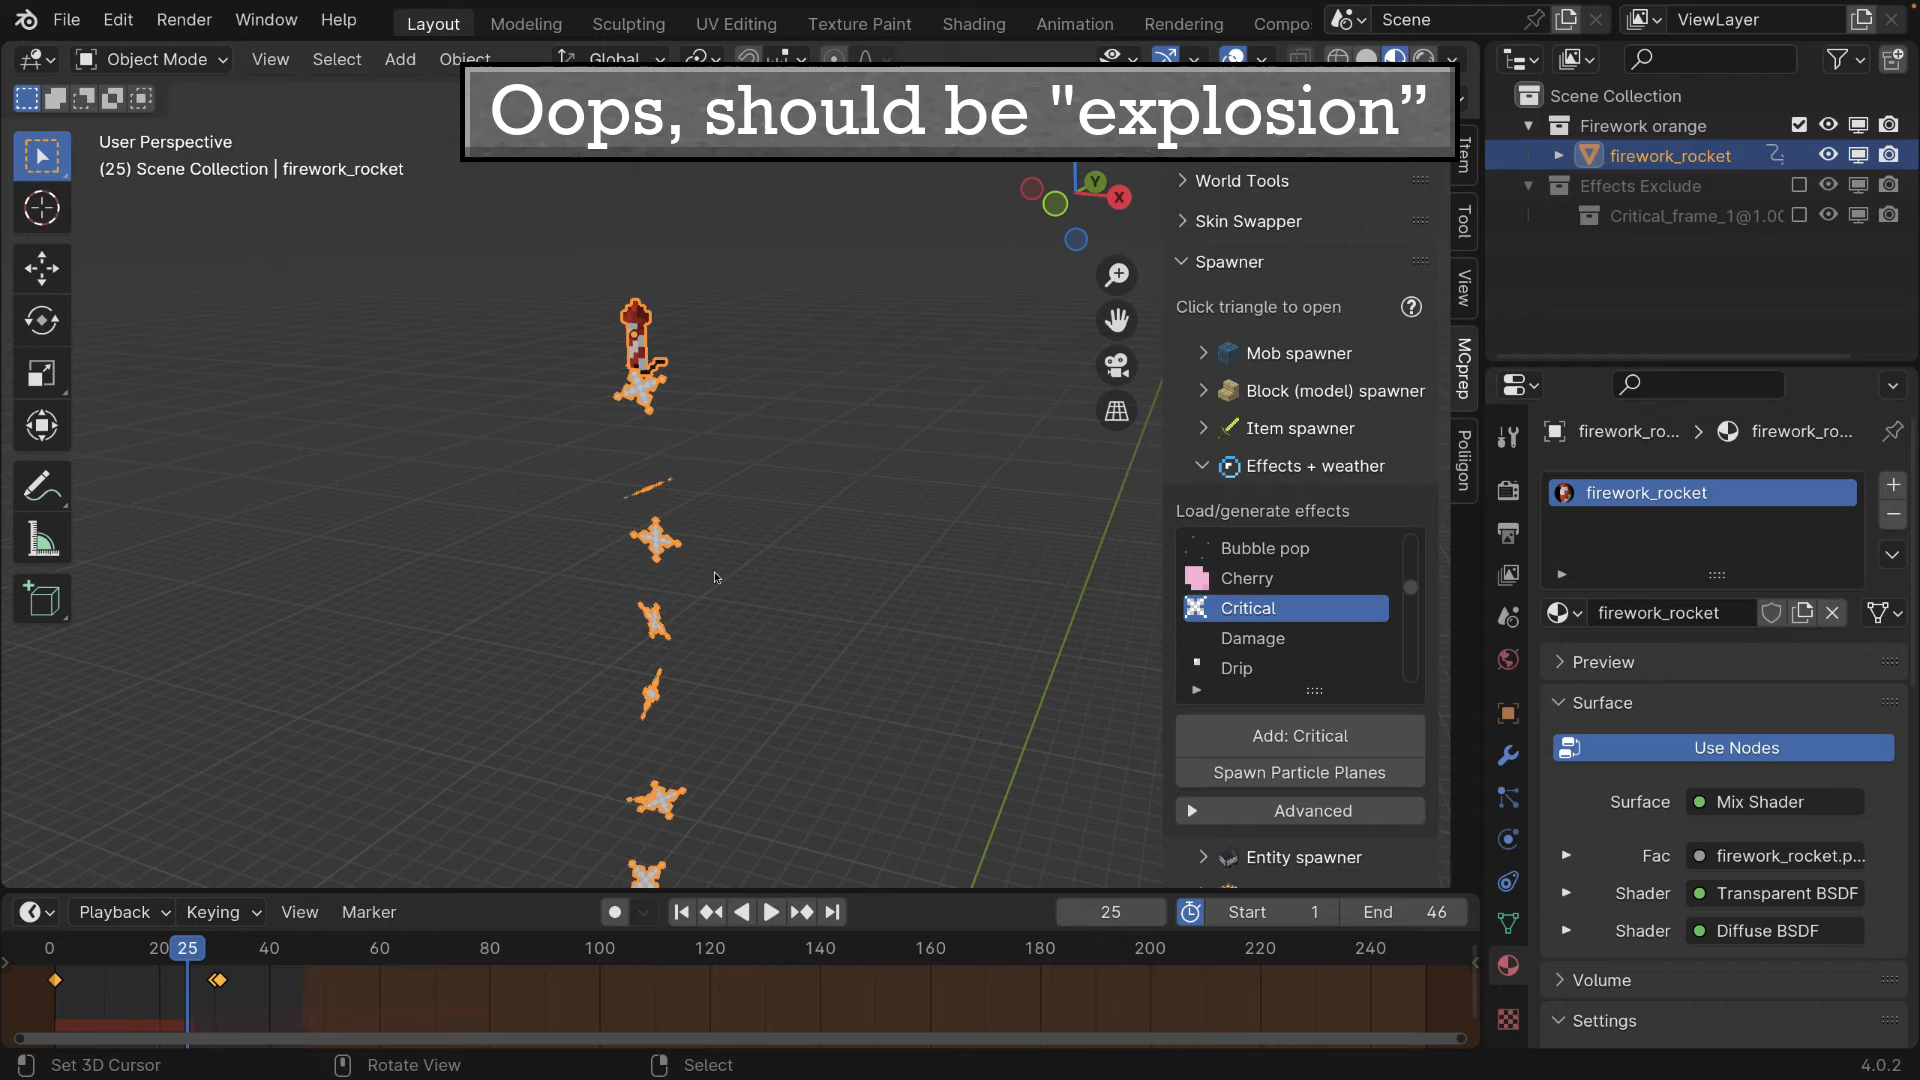 File Edit Render Window Help
Layout Modeling Sculpting UV Editing Texture Paint Shading Animation Rendering Compo
Scene
ViewLayer
Object Mode View Select Add Object Global
Oops, should be "explosion”
User Perspective
(25) Scene Collection | firework_rocket
Y
X
World Tools
Skin Swapper
Spawner
Click triangle to open
Mob spawner
Block (model) spawner
Item spawner
Effects + weather
Load/generate effects
Bubble pop
Cherry
Critical
Damage
Drip
Add: Critical
Spawn Particle Planes
Advanced
Entity spawner
Item
Tool
View
MCprep
Poliigon
Scene Collection
Firework orange
firework_rocket
Effects Exclude
Critical_frame_1@1.00
firework_ro... firework_ro...
firework_rocket
firework_rocket
Preview
Surface
Use Nodes
Surface Mix Shader
Fac firework_rocket.p...
Shader Transparent BSDF
Shader Diffuse BSDF
Volume
Settings
Playback Keying View Marker
25 Start 1 End 46
0 20 25 40 60 80 100 120 140 160 180 200 220 240
Set 3D Cursor Rotate View Select 4.0.2